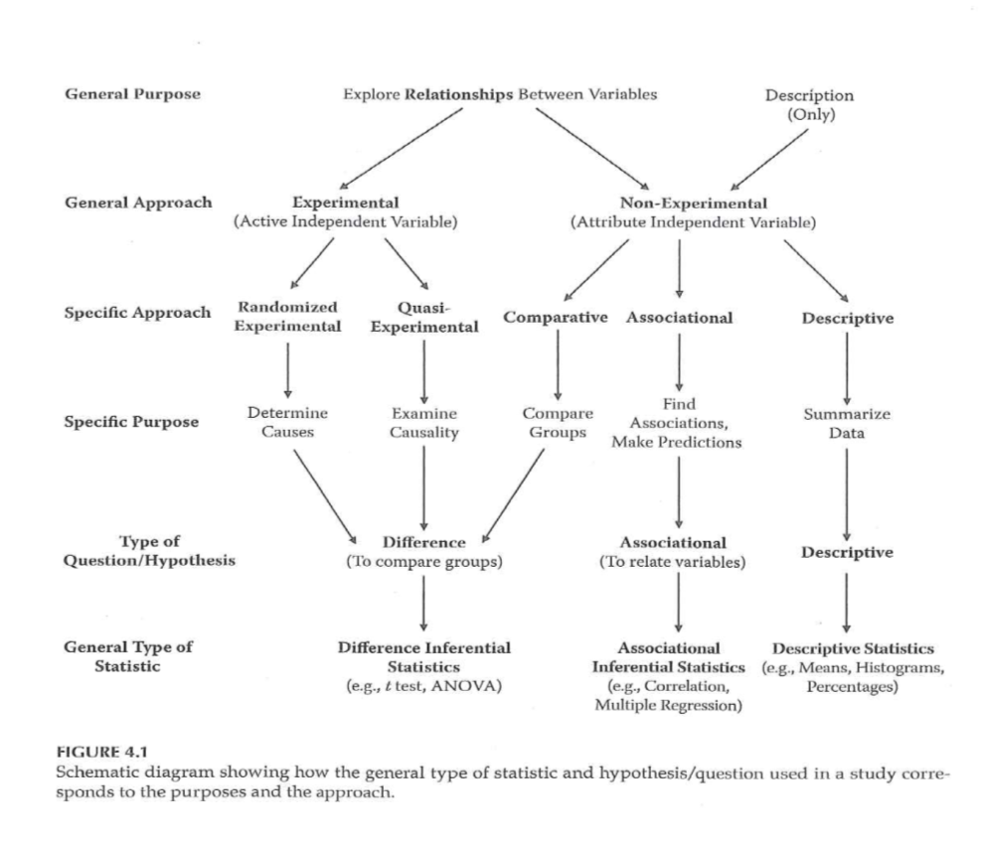 General Purpose
Explore Relationships Between Variables
Description
(Only)
General Approach
Experimental
(Active Independent Variable)
Non-Experimental
(Attribute Independent Variable)
Specific Approach
Randomized
Experimental
Quasi-
Experimental
Comparative
Associational
Descriptive
Specific Purpose
Determine
Causes
Examine
Causality
Compare
Groups
Find
Associations,
Make Predictions
Summarize
Data
Type of
Question/Hypothesis
Difference
(To compare groups)
Associational
(To relate variables)
Descriptive
General Type of
Statistic
Difference Inferential
Statistics
(e.g., t test, ANOVA)
Associational
Inferential Statistics
(e.g., Correlation,
Multiple Regression)
Descriptive Statistics
(e.g., Means, Histograms,
Percentages)
FIGURE 4.1
Schematic diagram showing how the general type of statistic and hypothesis/question used in a study corre-
sponds to the purposes and the approach.